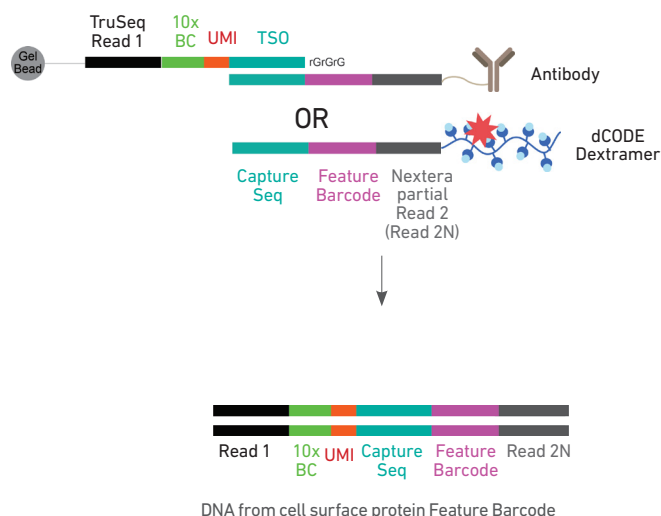 TruSeq
Read 1
10x
BC
UMI
TSO
Gel
Bead
rGrGrG
Antibody
OR
dCODE
Dextramer
Capture
Seq
Feature
Barcode
Nextera
partial
Read 2
(Read 2N)
Read 1
10x
BC
UMI
Capture
Seq
Feature
Barcode
Read 2N
DNA from cell surface protein Feature Barcode